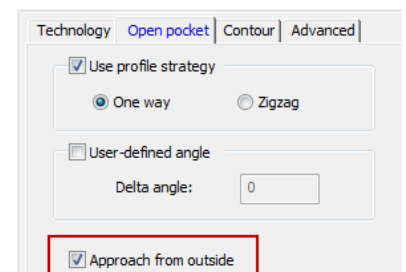 Technology Open pocket Contour Advanced
Use profile strategy
One way Zigzag
User-defined angle
Delta angle: 0
Approach from outside